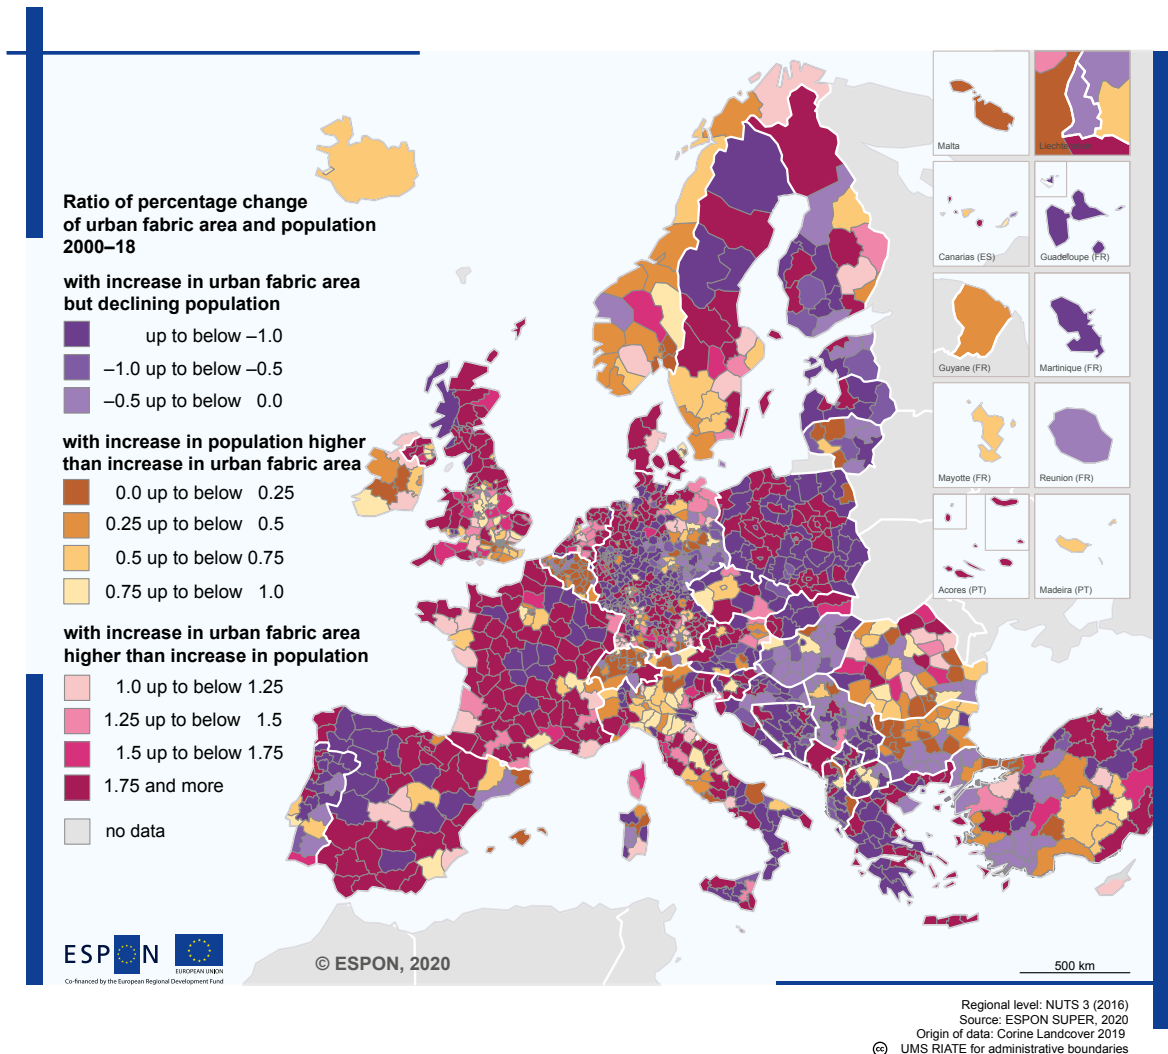 Ratio of percentage change
of urban fabric area and population
2000–18
with increase in urban fabric area
but declining population
up to below –1.0
–1.0 up to below –0.5
–0.5 up to below 0.0
with increase in population higher
than increase in urban fabric area
0.0 up to below 0.25
0.25 up to below 0.5
0.5 up to below 0.75
0.75 up to below 1.0
with increase in urban fabric area
higher than increase in population
1.0 up to below 1.25
1.25 up to below 1.5
1.5 up to below 1.75
1.75 and more
no data
Malta
Canarias (ES)
Guadeloupe (FR)
Guyane (FR)
Martinique (FR)
Mayotte (FR)
Reunion (FR)
Acores (PT)
Madeira (PT)
ESPON
EUROPEAN UNION
Co-financed by the European Regional Development Fund
© ESPON, 2020
500 km
Regional level: NUTS 3 (2016)
Source: ESPON SUPER, 2020
Origin of data: Corine Landcover 2019
cc UMS RIATE for administrative boundaries